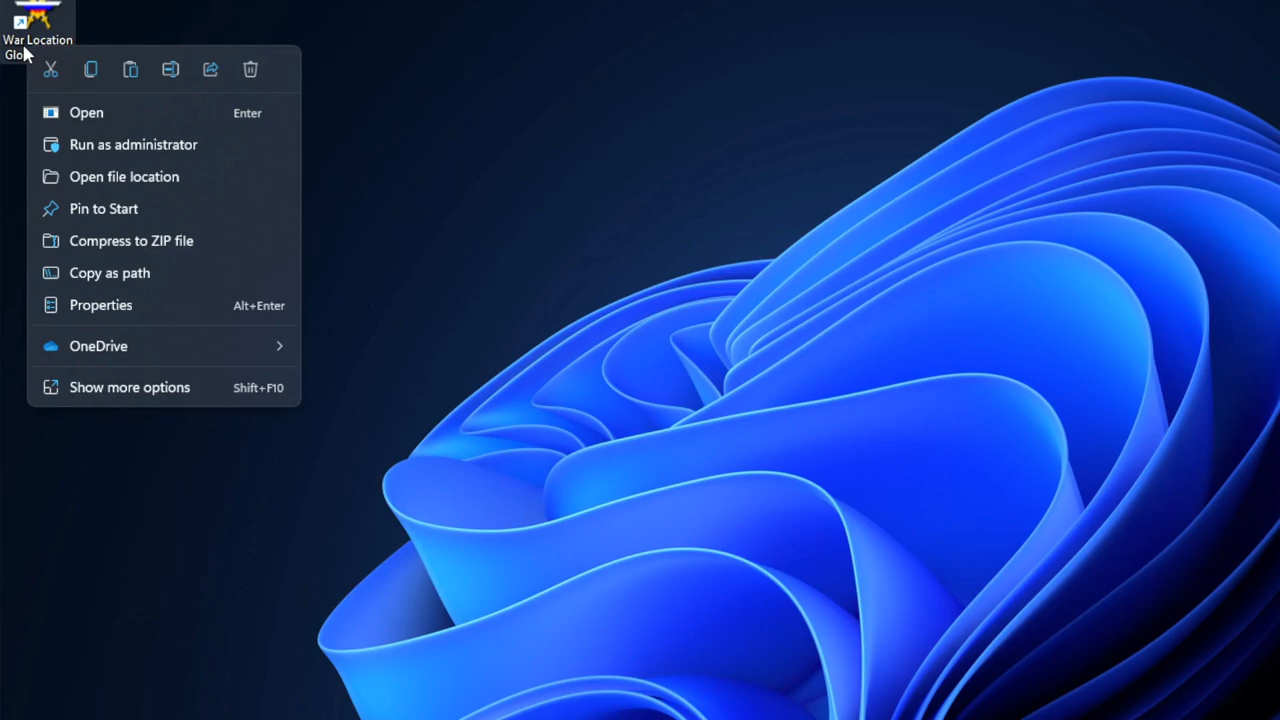 War Location
Open Enter
Run as administrator
Open file location
Pin to Start
Compress to ZIP file
Copy as path
Properties Alt+Enter
OneDrive
Show more options Shift+F10